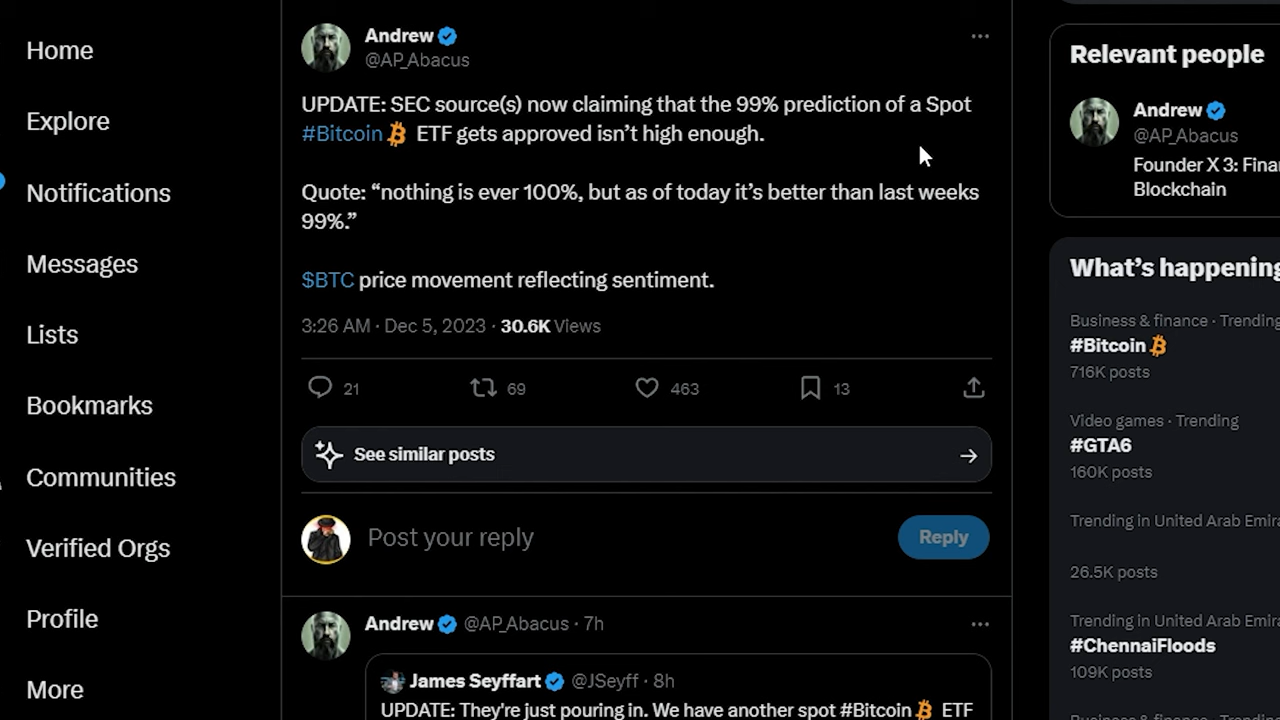 Home
Explore
Notifications
Messages
Lists
Bookmarks
Communities
Verified Orgs
Profile
More
Andrew
@AP_Abacus
UPDATE: SEC source(s) now claiming that the 99% prediction of a Spot
#Bitcoin ETF gets approved isn’t high enough.
Quote: “nothing is ever 100%, but as of today it’s better than last weeks
99%.”
$BTC price movement reflecting sentiment.
3:26 AM · Dec 5, 2023 · 30.6K Views
21 69 463 13
See similar posts
Post your reply
Reply
Andrew @AP_Abacus · 7h
James Seyffart @JSeyff · 8h
UPDATE: They're just pouring in. We have another spot #Bitcoin ETF
Relevant people
Andrew
@AP_Abacus
Founder X 3:
Blockchain
What’s happening
Business & finance · Trending
#Bitcoin
716K posts
Video games · Trending
#GTA6
160K posts
Trending in United Arab
26.5K posts
Trending in United Arab
#ChennaiFloods
109K posts